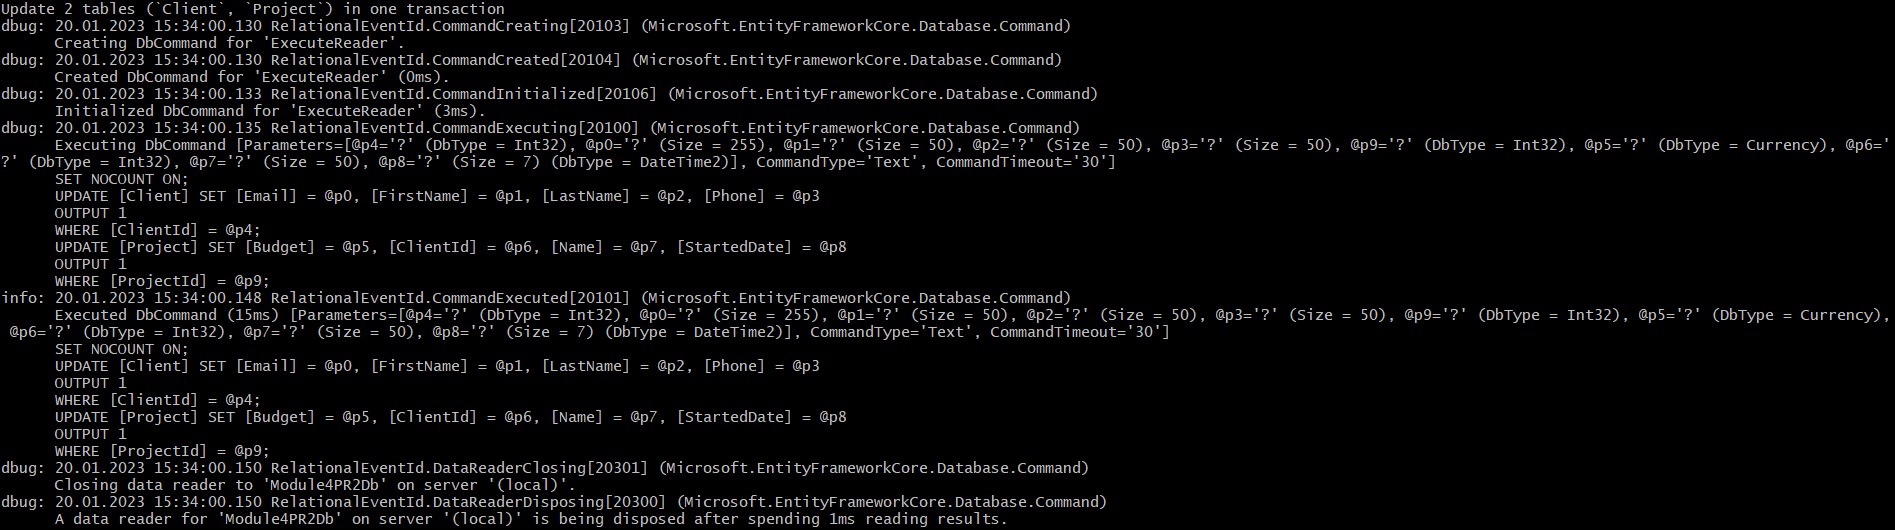 Update 2 tables (`Client`, `Project`) in one transaction
dbug: 20.01.2023 15:34:00.130 RelationalEventId.CommandCreating[20103] (Microsoft.EntityFrameworkCore.Database.Command)
      Creating DbCommand for 'ExecuteReader'.
dbug: 20.01.2023 15:34:00.130 RelationalEventId.CommandCreated[20104] (Microsoft.EntityFrameworkCore.Database.Command)
      Created DbCommand for 'ExecuteReader' (0ms).
dbug: 20.01.2023 15:34:00.133 RelationalEventId.CommandInitialized[20106] (Microsoft.EntityFrameworkCore.Database.Command)
      Initialized DbCommand for 'ExecuteReader' (3ms).
dbug: 20.01.2023 15:34:00.135 RelationalEventId.CommandExecuting[20100] (Microsoft.EntityFrameworkCore.Database.Command)
      Executing DbCommand [Parameters=[@p4='?' (DbType = Int32), @p0='?' (Size = 255), @p1='?' (Size = 50), @p2='?' (Size = 50), @p3='?' (Size = 50), @p9='?' (DbType = Int32), @p5='?' (DbType = Currency), @p6='
?' (DbType = Int32), @p7='?' (Size = 50), @p8='?' (Size = 7) (DbType = DateTime2)], CommandType='Text', CommandTimeout='30']
      SET NOCOUNT ON;
      UPDATE [Client] SET [Email] = @p0, [FirstName] = @p1, [LastName] = @p2, [Phone] = @p3
      OUTPUT 1
      WHERE [ClientId] = @p4;
      UPDATE [Project] SET [Budget] = @p5, [ClientId] = @p6, [Name] = @p7, [StartedDate] = @p8
      OUTPUT 1
      WHERE [ProjectId] = @p9;
info: 20.01.2023 15:34:00.148 RelationalEventId.CommandExecuted[20101] (Microsoft.EntityFrameworkCore.Database.Command)
      Executed DbCommand (15ms) [Parameters=[@p4='?' (DbType = Int32), @p0='?' (Size = 255), @p1='?' (Size = 50), @p2='?' (Size = 50), @p3='?' (Size = 50), @p9='?' (DbType = Int32), @p5='?' (DbType = Currency),
 @p6='?' (DbType = Int32), @p7='?' (Size = 50), @p8='?' (Size = 7) (DbType = DateTime2)], CommandType='Text', CommandTimeout='30']
      SET NOCOUNT ON;
      UPDATE [Client] SET [Email] = @p0, [FirstName] = @p1, [LastName] = @p2, [Phone] = @p3
      OUTPUT 1
      WHERE [ClientId] = @p4;
      UPDATE [Project] SET [Budget] = @p5, [ClientId] = @p6, [Name] = @p7, [StartedDate] = @p8
      OUTPUT 1
      WHERE [ProjectId] = @p9;
dbug: 20.01.2023 15:34:00.150 RelationalEventId.DataReaderClosing[20301] (Microsoft.EntityFrameworkCore.Database.Command)
      Closing data reader to 'Module4PR2Db' on server '(local)'.
dbug: 20.01.2023 15:34:00.150 RelationalEventId.DataReaderDisposing[20300] (Microsoft.EntityFrameworkCore.Database.Command)
      A data reader for 'Module4PR2Db' on server '(local)' is being disposed after spending 1ms reading results.